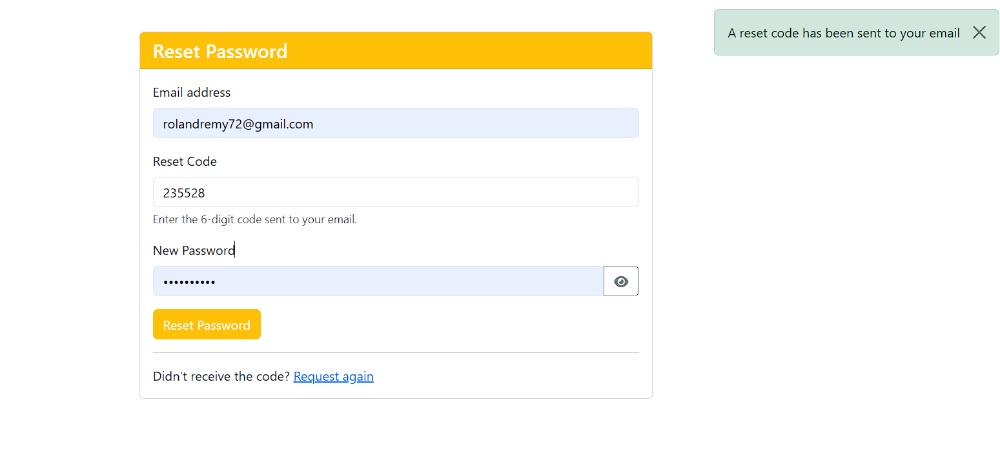 A reset code has been sent to your email
Reset Password
Email address
rolandremy72@gmail.com
Reset Code
235528
Enter the 6-digit code sent to your email.
New Password
••••••••••
Reset Password
Didn't receive the code? Request again